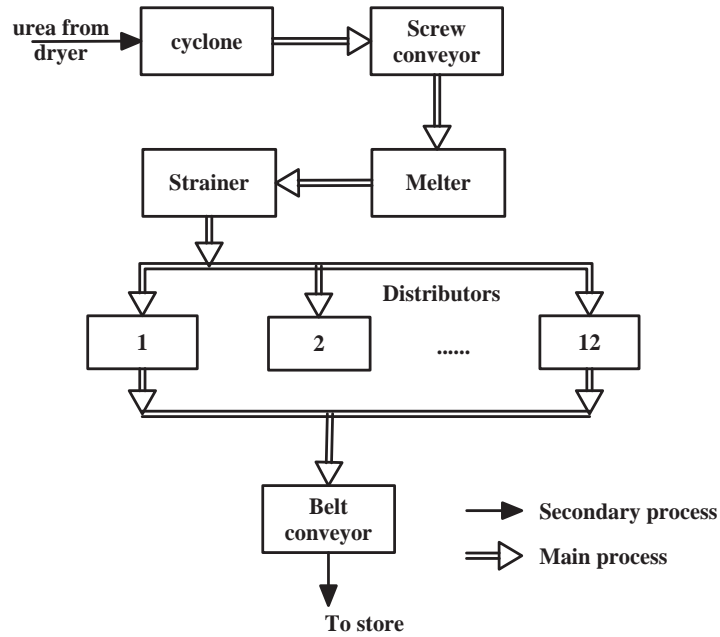 urea from
dryer
cyclone
Screw
conveyor
Strainer
Melter
Distributors
1
2
......
12
Belt
conveyor
Secondary process
Main process
To store